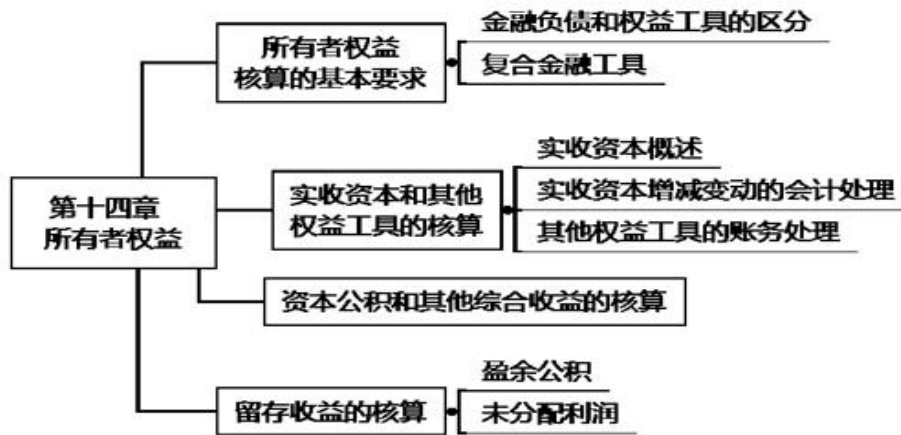 第十四章
所有者权益
所有者权益
核算的基本要求
金融负债和权益工具的区分
复合金融工具
实收资本和其他
权益工具的核算
实收资本概述
实收资本增减变动的会计处理
其他权益工具的账务处理
资本公积和其他综合收益的核算
留存收益的核算
盈余公积
未分配利润